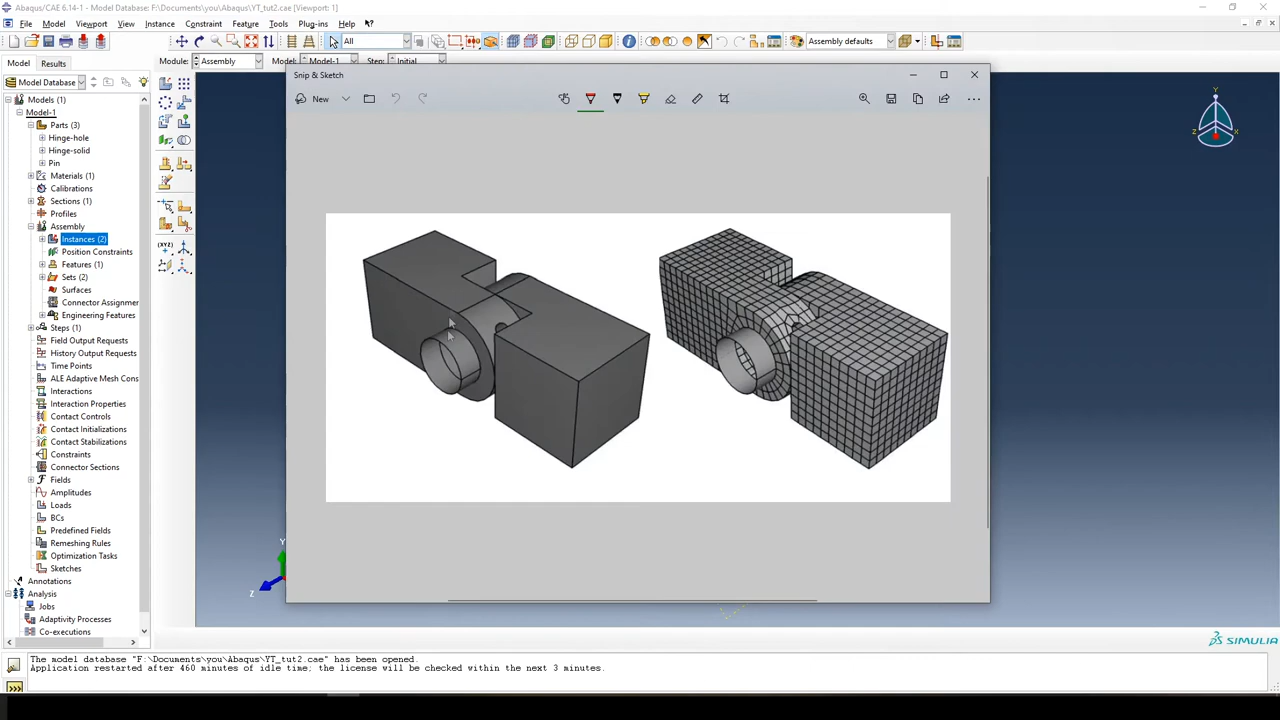 Abaqus/CAE 6.14-1 - Model Database: F:\Documents\you\Abaqus\YT_tut2.cae [Viewport: 1]
File Model Viewport View Instance Constraint Feature Tools Plug-ins Help
All
Assembly defaults
Model Results
Module: Assembly Model: Model-1 Step: Initial
Snip & Sketch
New
Model Database
Models (1)
Model-1
Parts (3)
Hinge-hole
Hinge-solid
Pin
Materials (1)
Calibrations
Sections (1)
Profiles
Assembly
Instances (2)
Position Constraints
Features (1)
Sets (2)
Surfaces
Connector Assignmer
Engineering Features
Steps (1)
Field Output Requests
History Output Requests
Time Points
ALE Adaptive Mesh Cons
Interactions
Interaction Properties
Contact Controls
Contact Initializations
Contact Stabilizations
Constraints
Connector Sections
Fields
Amplitudes
Loads
BCs
Predefined Fields
Remeshing Rules
Optimization Tasks
Sketches
Annotations
Analysis
Jobs
Adaptivity Processes
Co-executions
(XYZ)
Y
Z X
Y
Z
SIMULIA
The model database "F:\Documents\you\Abaqus\YT_tut2.cae" has been opened.
Application restarted after 460 minutes of idle time; the license will be checked within the next 3 minutes.
>>>